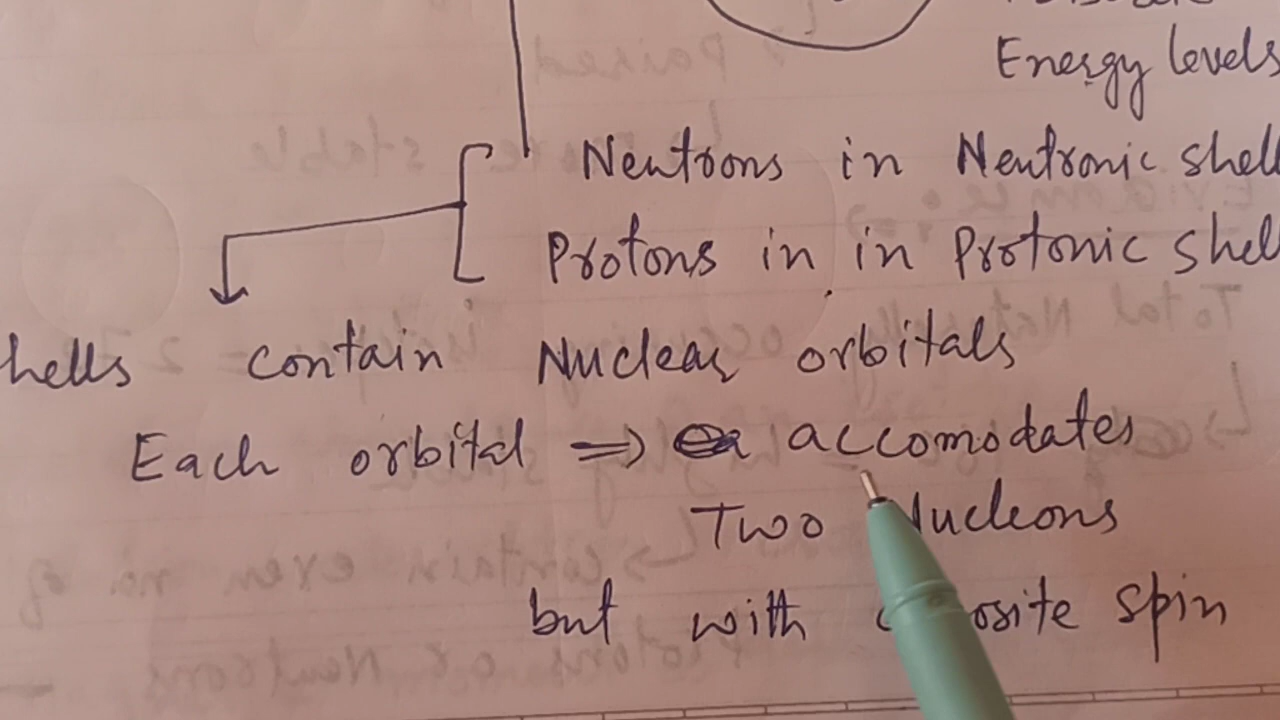 Energy levels
Neutrons in Neutronic shell
Protons in in Protonic shell
hells contain Nuclear orbitals
Each orbital ⇒ accomodates
Two Nucleons
but with opposite spin